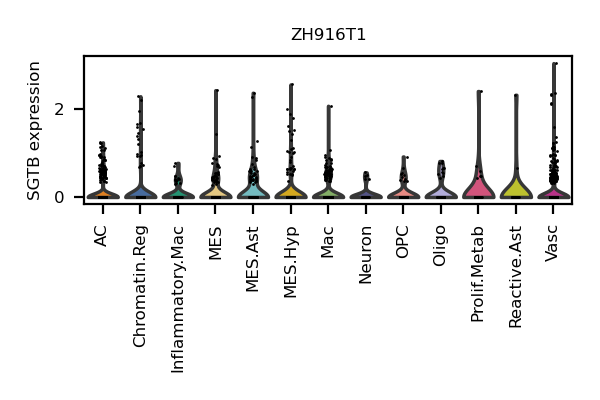 ZH916T1
SGTB expression
2
0
AC
Chromatin.Reg
Inflammatory.Mac
MES
MES.Ast
MES.Hyp
Mac
Neuron
OPC
Oligo
Prolif.Metab
Reactive.Ast
Vasc